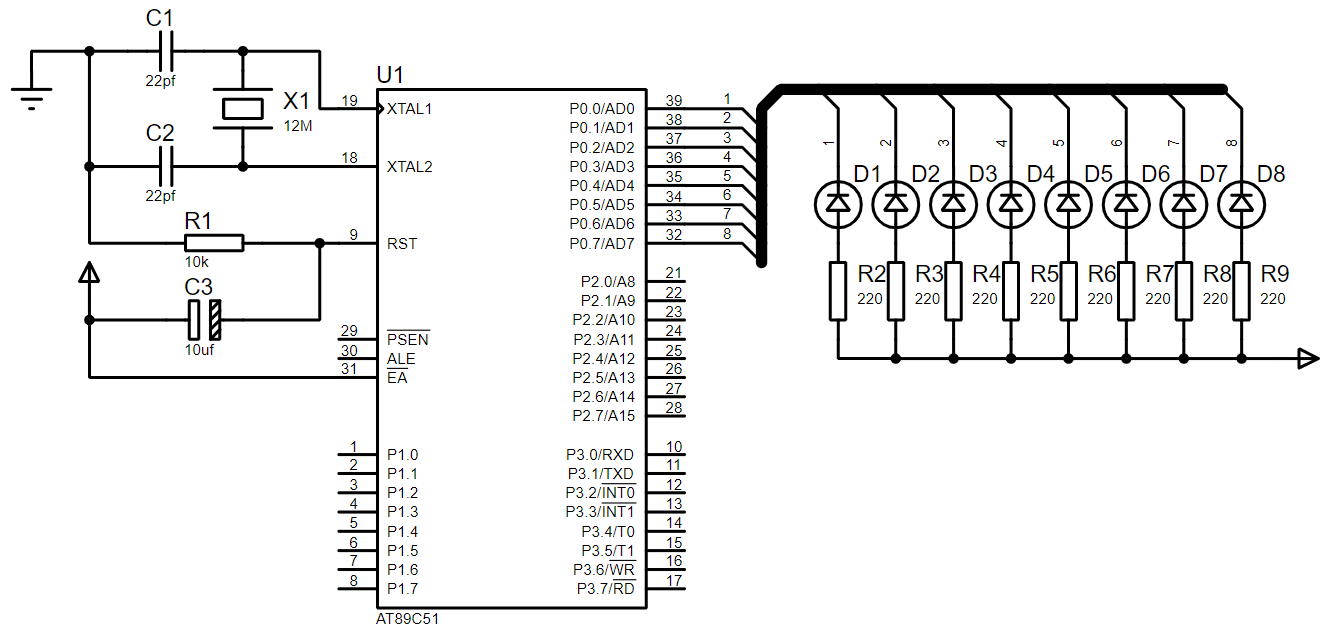 C1
22pf
X1
12M
C2
22pf
R1
10k
C3
10uf
U1
19 XTAL1
18 XTAL2
9 RST
29 PSEN
30 ALE
31 EA
1 P1.0
2 P1.1
3 P1.2
4 P1.3
5 P1.4
6 P1.5
7 P1.6
8 P1.7
P0.0/AD0 39 1
P0.1/AD1 38 2
P0.2/AD2 37 3
P0.3/AD3 36 4
P0.4/AD4 35 5
P0.5/AD5 34 6
P0.6/AD6 33 7
P0.7/AD7 32 8
P2.0/A8 21
P2.1/A9 22
P2.2/A10 23
P2.3/A11 24
P2.4/A12 25
P2.5/A13 26
P2.6/A14 27
P2.7/A15 28
P3.0/RXD 10
P3.1/TXD 11
P3.2/INT0 12
P3.3/INT1 13
P3.4/T0 14
P3.5/T1 15
P3.6/WR 16
P3.7/RD 17
AT89C51
1 2 3 4 5 6 7 8
D1 D2 D3 D4 D5 D6 D7 D8
R2 R3 R4 R5 R6 R7 R8 R9
220 220 220 220 220 220 220 220